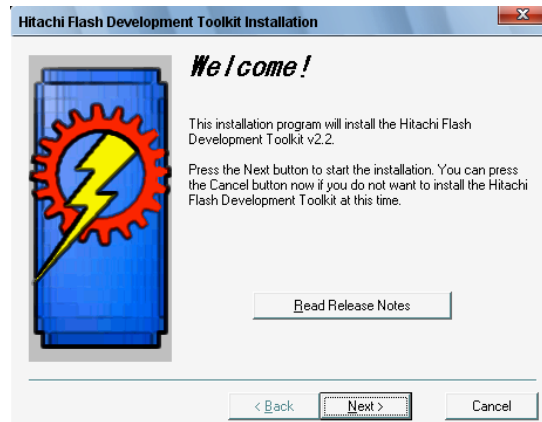 Hitachi Flash Development Toolkit Installation
Welcome!
This installation program will install the Hitachi Flash
Development Toolkit v2.2.
Press the Next button to start the installation. You can press
the Cancel button now if you do not want to install the Hitachi
Flash Development Toolkit at this time.
Read Release Notes
< Back Next > Cancel